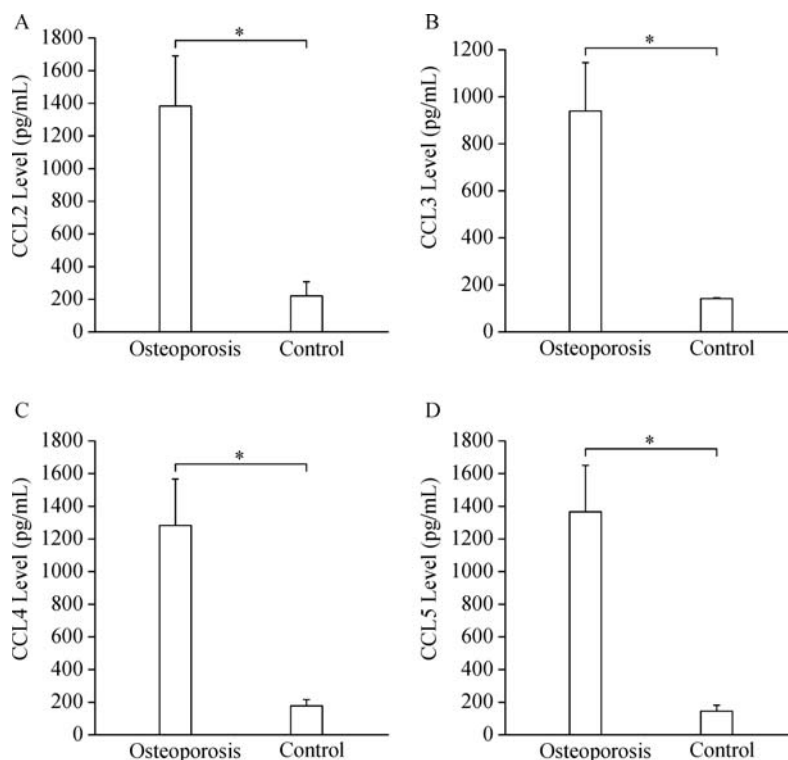 A
CCL2 Level (pg/mL)
1800
1600
1400
1200
1000
800
600
400
200
0
*
Osteoporosis
Control
B
CCL3 Level (pg/mL)
1200
1000
800
600
400
200
0
*
Osteoporosis
Control
C
CCL4 Level (pg/mL)
1800
1600
1400
1200
1000
800
600
400
200
0
*
Osteoporosis
Control
D
CCL5 Level (pg/mL)
1800
1600
1400
1200
1000
800
600
400
200
0
*
Osteoporosis
Control